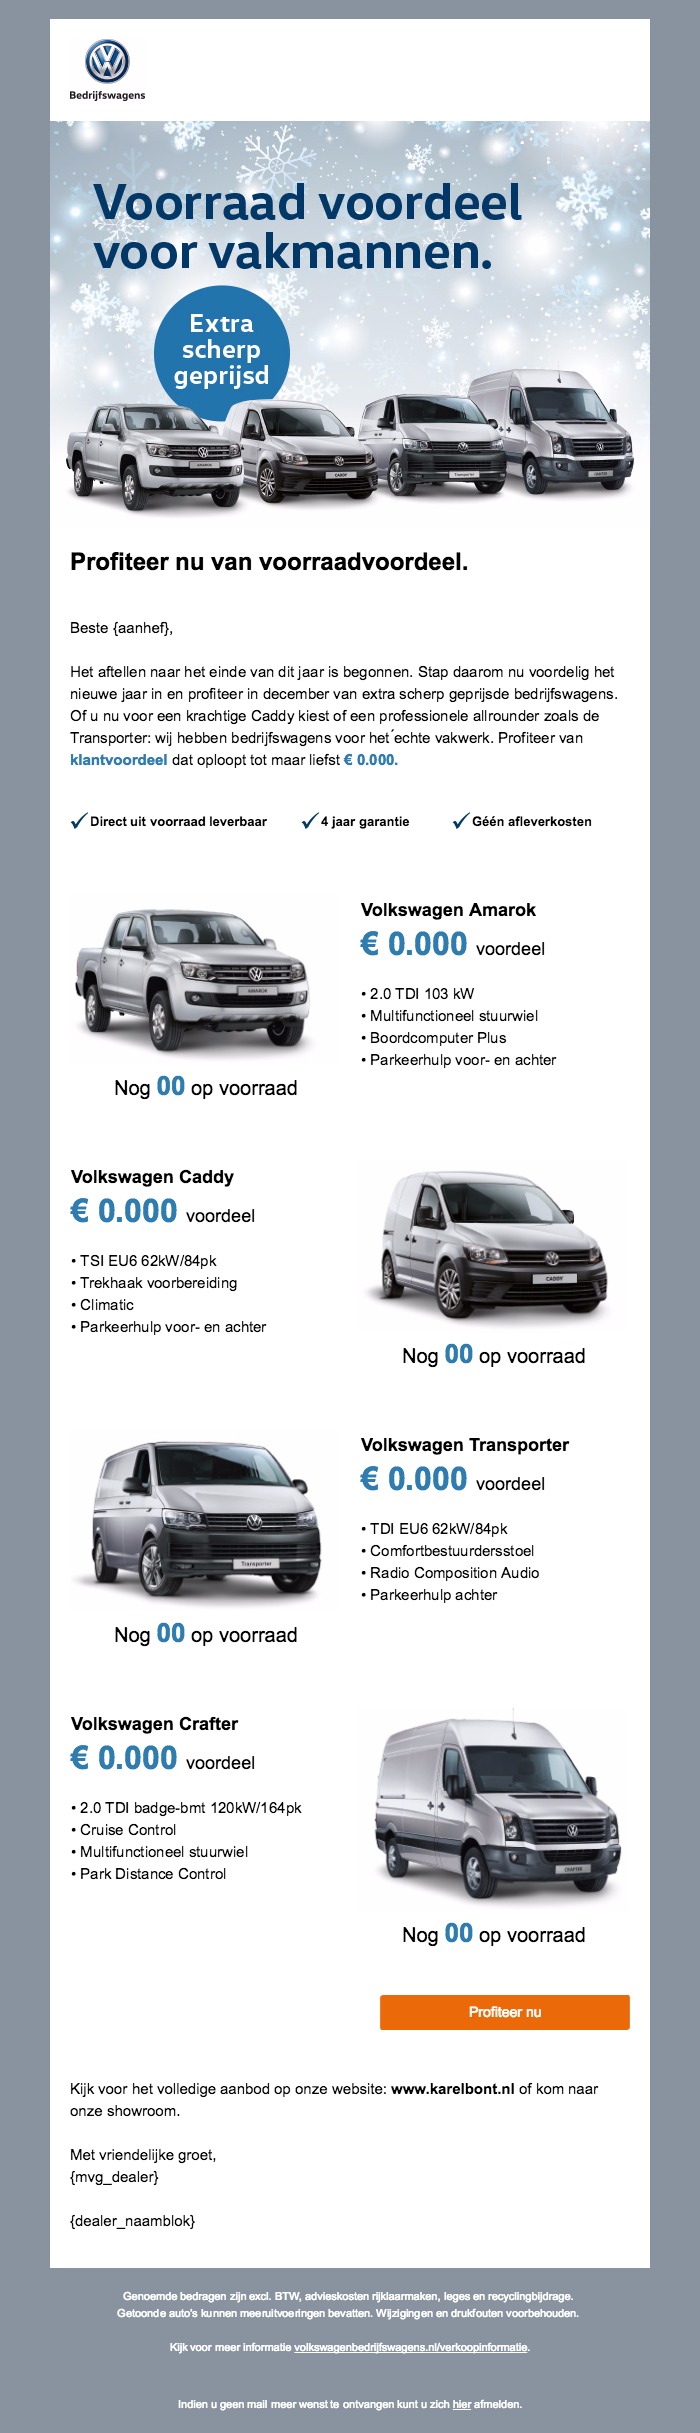 Bedrijfswagens
Voorraad voordeel
voor vakmannen.
Extra
scherp
geprijsd
AMAROK
CADDY
Transporter
CRAFTER
Profiteer nu van voorraadvoordeel.
Beste {aanhef},
Het aftellen naar het einde van dit jaar is begonnen. Stap daarom nu voordelig het
nieuwe jaar in en profiteer in december van extra scherp geprijsde bedrijfswagens.
Of u nu voor een krachtige Caddy kiest of een professionele allrounder zoals de
Transporter: wij hebben bedrijfswagens voor het´echte vakwerk. Profiteer van
klantvoordeel dat oploopt tot maar liefst € 0.000.
Direct uit voorraad leverbaar
4 jaar garantie
Géén afleverkosten
AMAROK
Nog 00 op voorraad
Volkswagen Amarok
€ 0.000 voordeel
• 2.0 TDI 103 kW
• Multifunctioneel stuurwiel
• Boordcomputer Plus
• Parkeerhulp voor- en achter
Volkswagen Caddy
€ 0.000 voordeel
• TSI EU6 62kW/84pk
• Trekhaak voorbereiding
• Climatic
• Parkeerhulp voor- en achter
CADDY
Nog 00 op voorraad
Transporter
Nog 00 op voorraad
Volkswagen Transporter
€ 0.000 voordeel
• TDI EU6 62kW/84pk
• Comfortbestuurdersstoel
• Radio Composition Audio
• Parkeerhulp achter
Volkswagen Crafter
€ 0.000 voordeel
• 2.0 TDI badge-bmt 120kW/164pk
• Cruise Control
• Multifunctioneel stuurwiel
• Park Distance Control
CRAFTER
Nog 00 op voorraad
Profiteer nu
Kijk voor het volledige aanbod op onze website: www.karelbont.nl of kom naar
onze showroom.
Met vriendelijke groet,
{mvg_dealer}
{dealer_naamblok}
Genoemde bedragen zijn excl. BTW, advieskosten rijklaarmaken, leges en recyclingbijdrage.
Getoonde auto's kunnen meeruitvoeringen bevatten. Wijzigingen en drukfouten voorbehouden.
Kijk voor meer informatie volkswagenbedrijfswagens.nl/verkoopinformatie.
Indien u geen mail meer wenst te ontvangen kunt u zich hier afmelden.